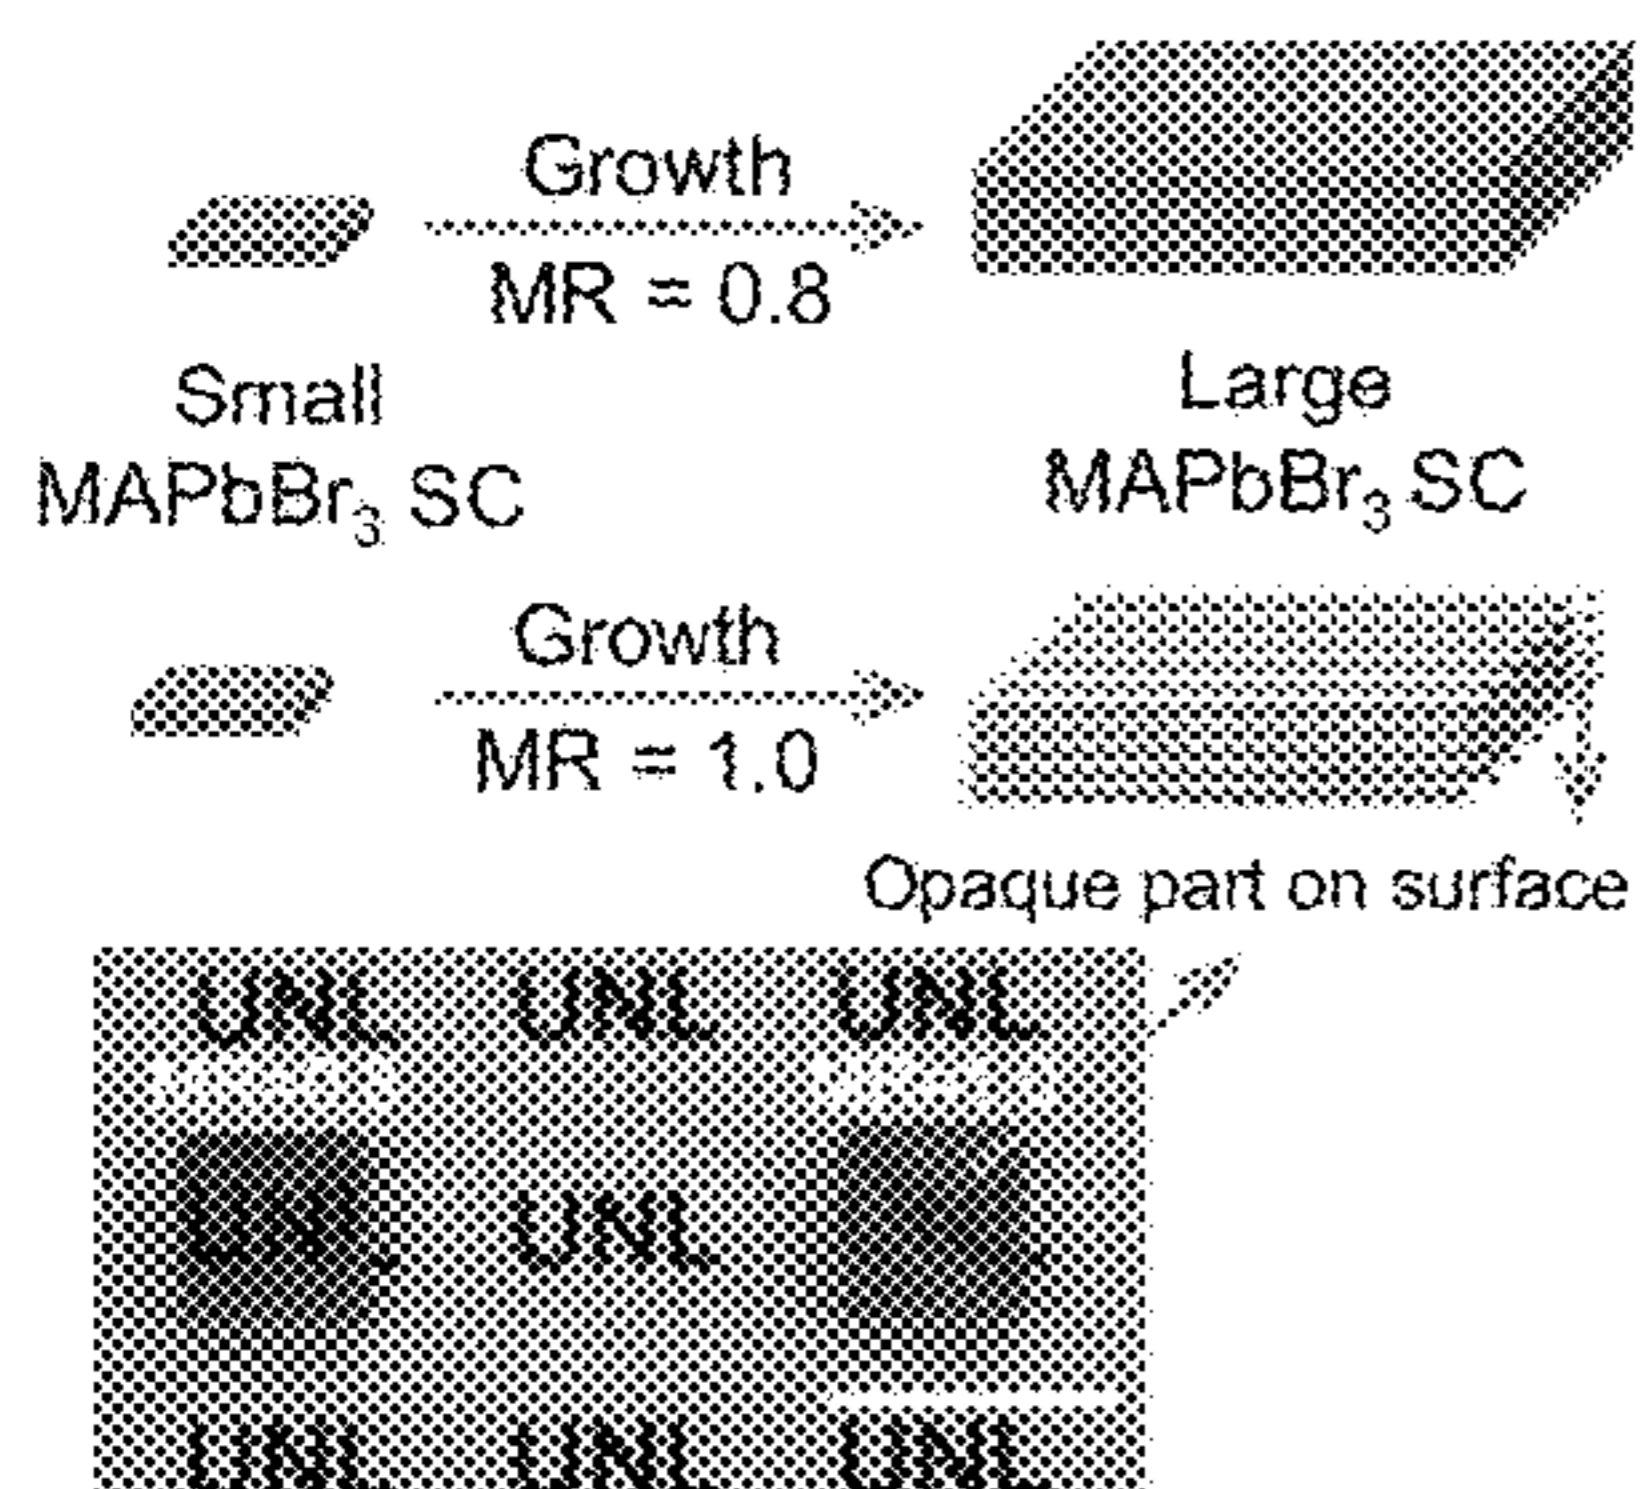 Growth
MR = 0.8
Small
MAPbBr₃ SC
Large
MAPbBr₃ SC
Growth
MR = 1.0
Opaque part on surface
UNL UNL UNL
UNL UNL
UNL UNL UNL